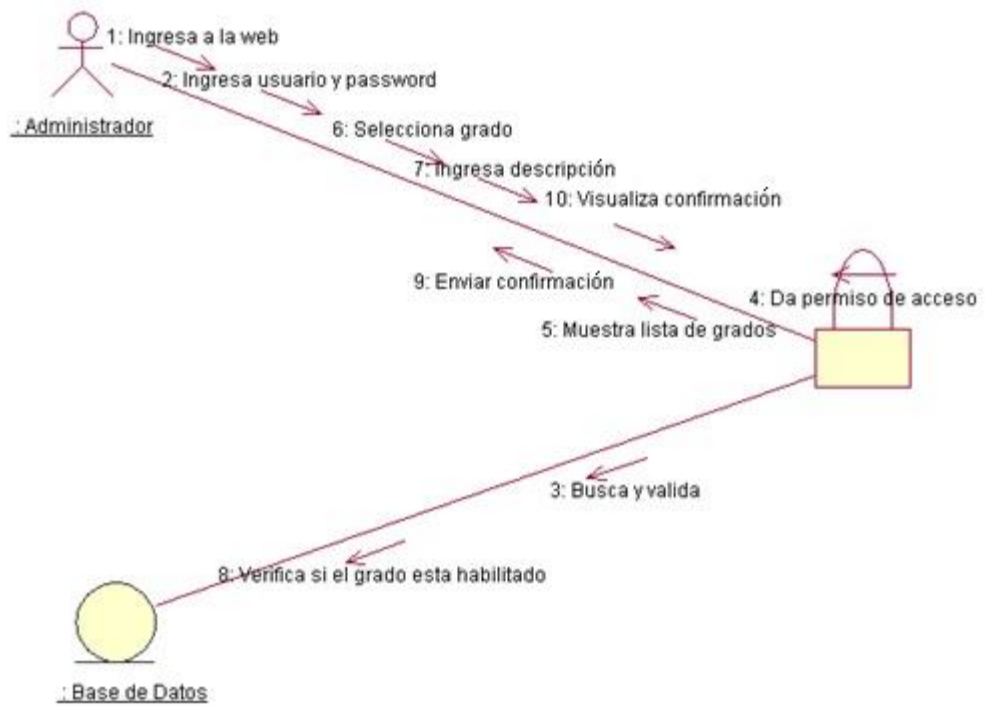 1: Ingresa a la web
2: Ingresa usuario y password
: Administrador
6: Selecciona grado
7: Ingresa descripción
10: Visualiza confirmación
9: Enviar confirmación
4: Da permiso de acceso
5: Muestra lista de grados
3: Busca y valida
8: Verifica si el grado esta habilitado
: Base de Datos